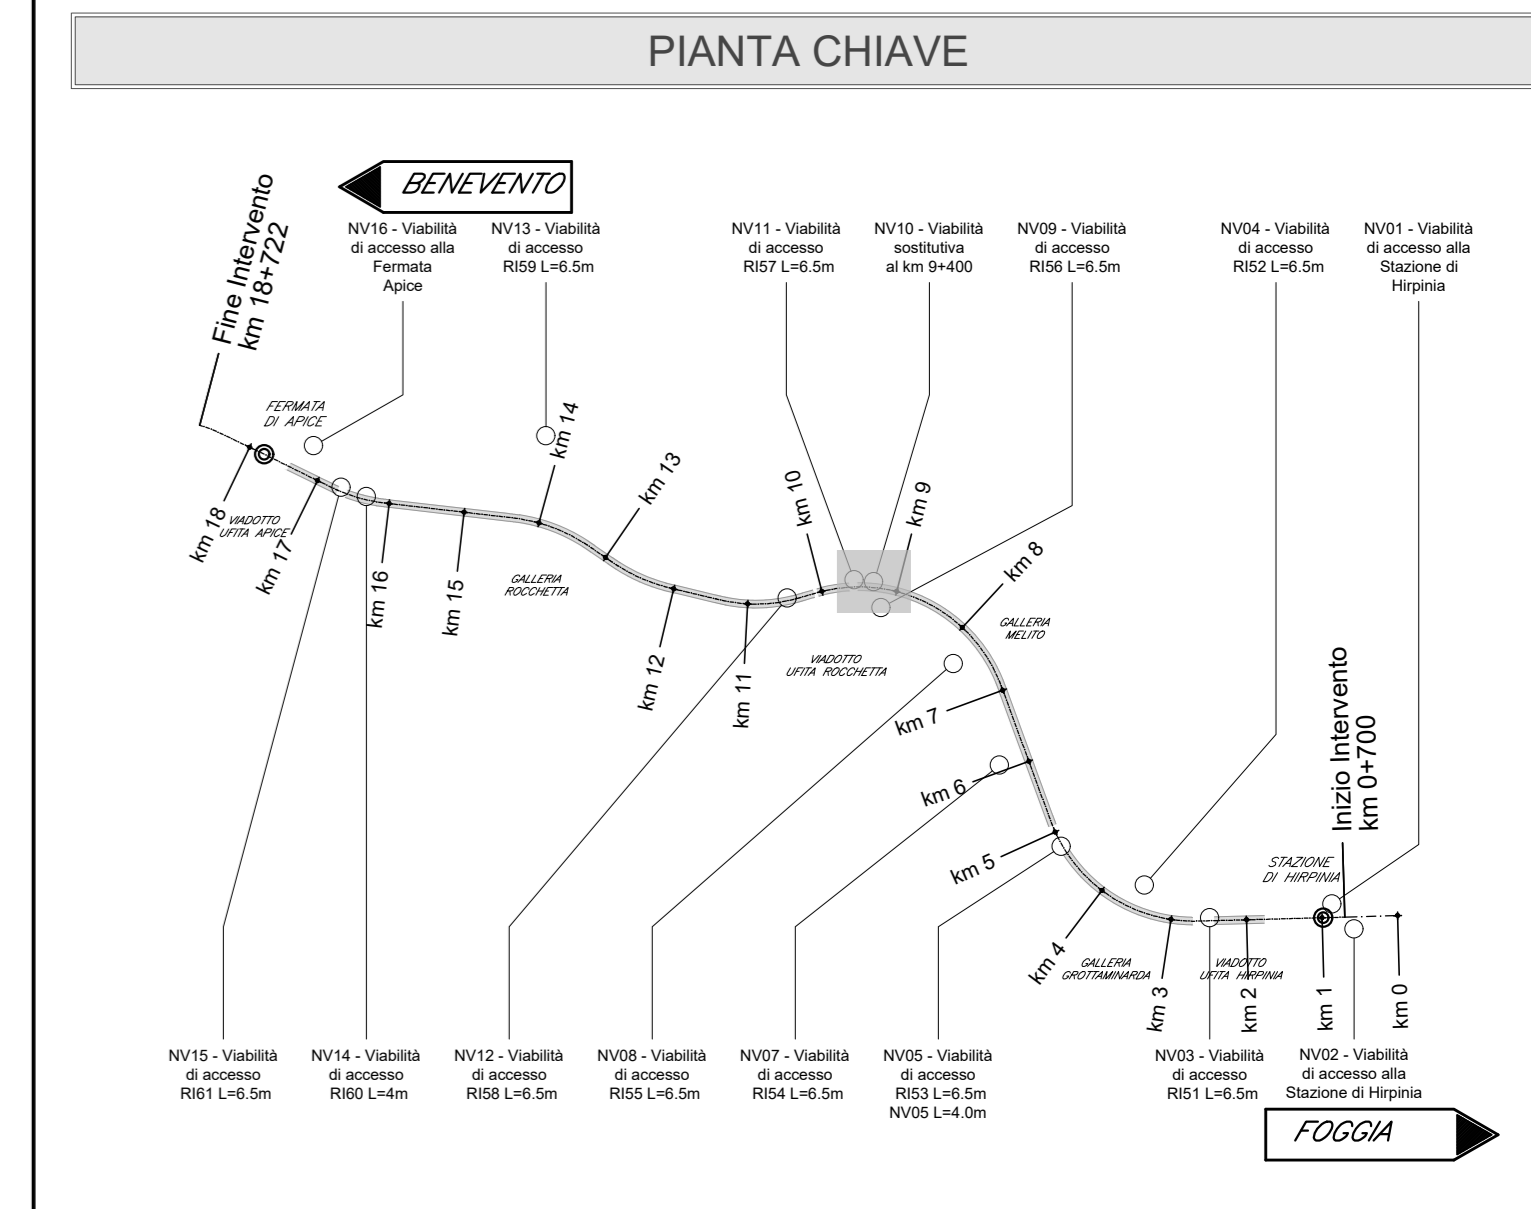 PIANTA CHIAVE
BENEVENTO
NV16 - Viabilità
di accesso alla
Fermata
Apice
NV13 - Viabilità
di accesso
RI59 L=6.5m
NV11 - Viabilità
di accesso
RI57 L=6.5m
NV10 - Viabilità
sostitutiva
al km 9+400
NV09 - Viabilità
di accesso
RI56 L=6.5m
NV04 - Viabilità
di accesso
RI52 L=6.5m
NV01 - Viabilità
di accesso alla
Stazione di
Hirpinia
Fine Intervento
km 18+722
FERMATA
DI APICE
km 18
VIADOTTO
UFITA APICE
km 17
km 16
km 15
km 14
GALLERIA
ROCCHETTA
km 13
km 12
km 11
km 10
km 9
VIADOTTO
UFITA ROCCHETTA
km 8
GALLERIA
MELITO
km 7
km 6
km 5
km 4
GALLERIA
GROTTAMINARDA
km 3
VIADOTTO
UFITA HIRPINIA
km 2
STAZIONE
DI HIRPINIA
Inizio Intervento
km 0+700
km 1
km 0
NV15 - Viabilità
di accesso
RI61 L=6.5m
NV14 - Viabilità
di accesso
RI60 L=4m
NV12 - Viabilità
di accesso
RI58 L=6.5m
NV08 - Viabilità
di accesso
RI55 L=6.5m
NV07 - Viabilità
di accesso
RI54 L=6.5m
NV05 - Viabilità
di accesso
RI53 L=6.5m
NV05 L=4.0m
NV03 - Viabilità
di accesso
RI51 L=6.5m
NV02 - Viabilità
di accesso alla
Stazione di Hirpinia
FOGGIA